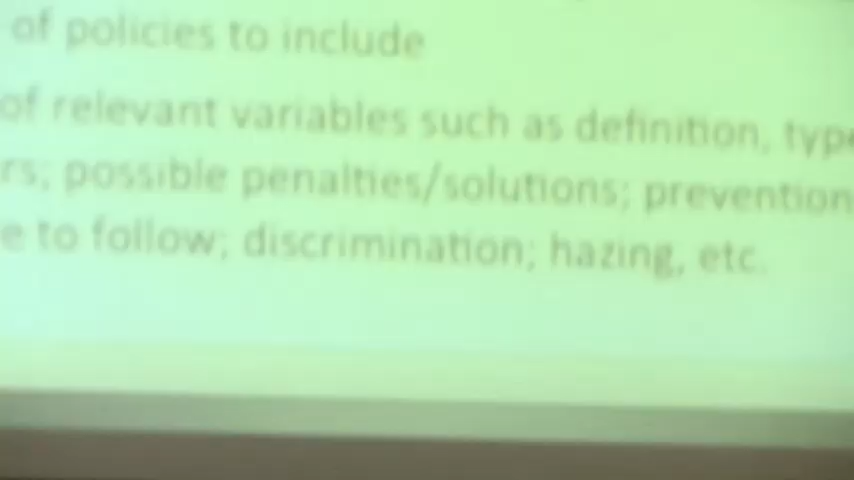 of policies to include
of relevant variables such as definition, type
rs; possible penalties/solutions; prevention
e to follow; discrimination; hazing, etc.